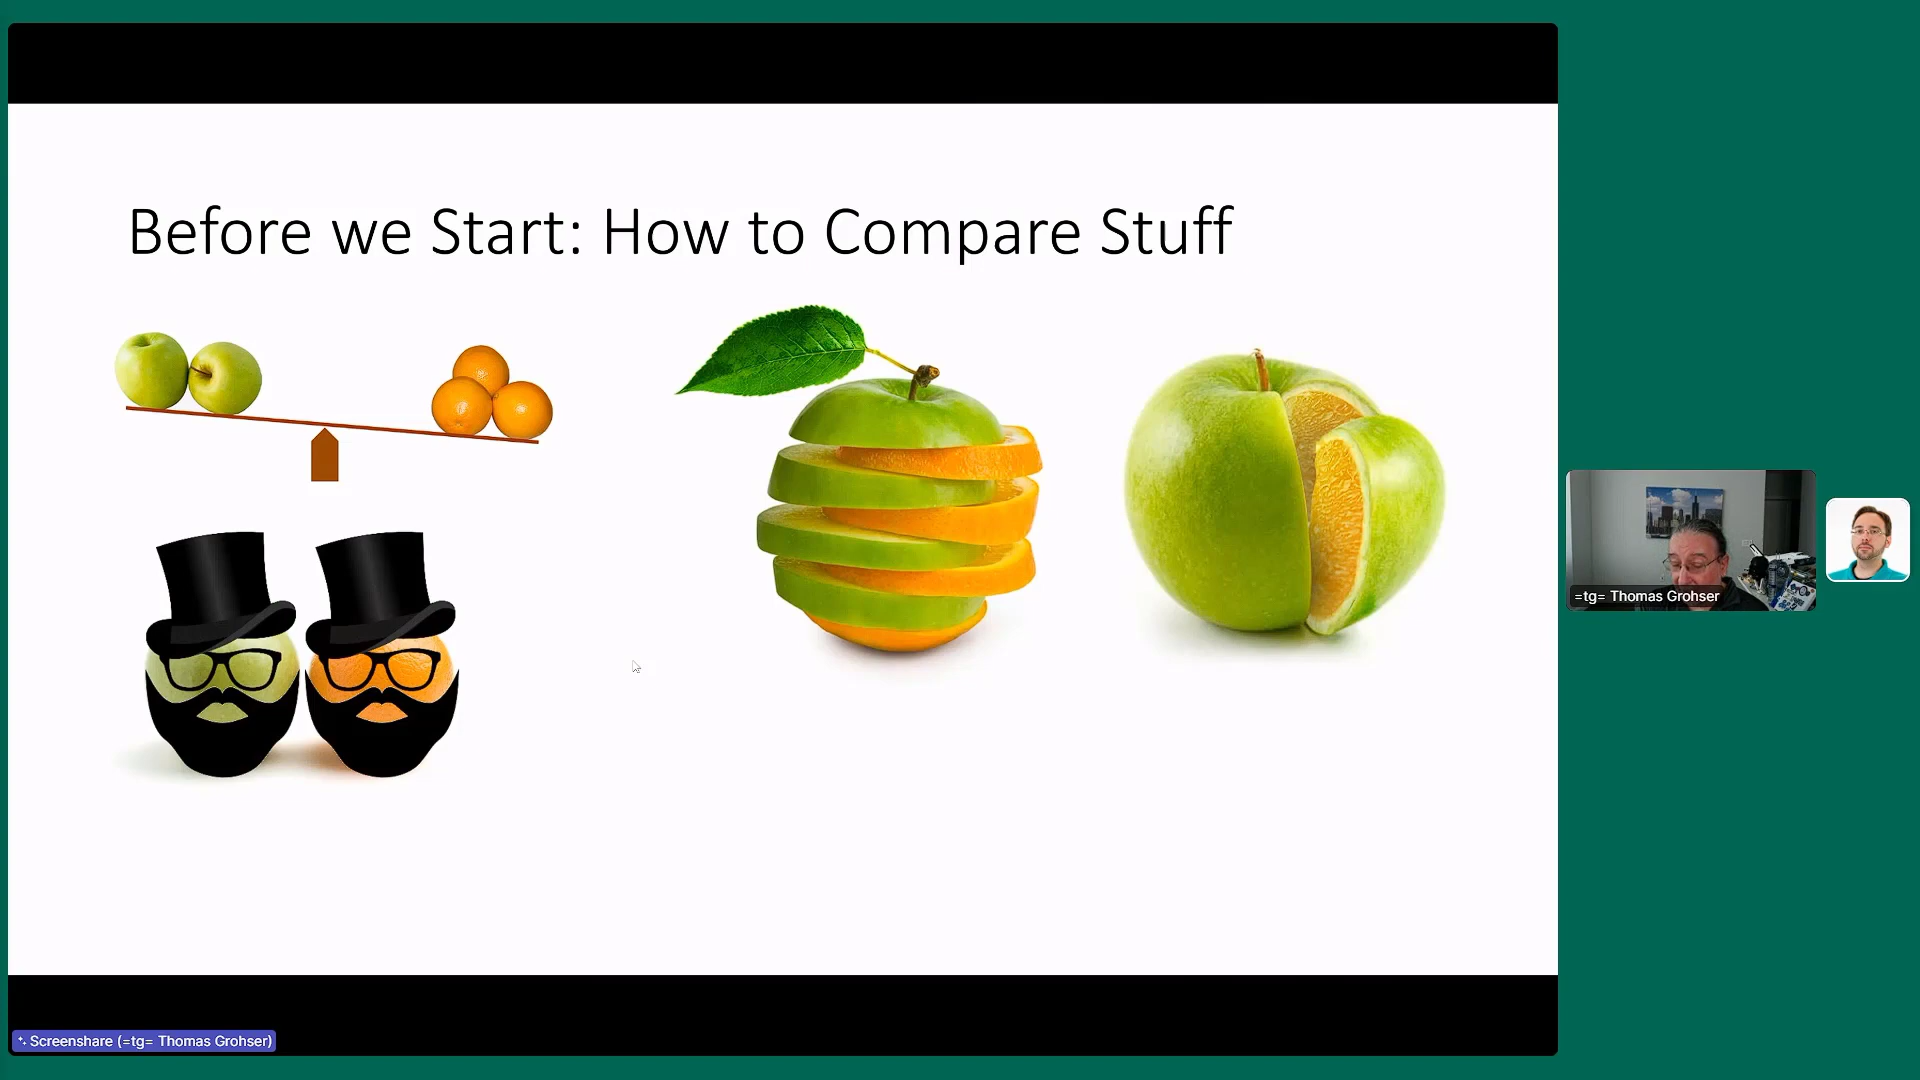 Before we Start: How to Compare Stuff
=tg= Thomas Grohser
Screenshare (=tg= Thomas Grohser)